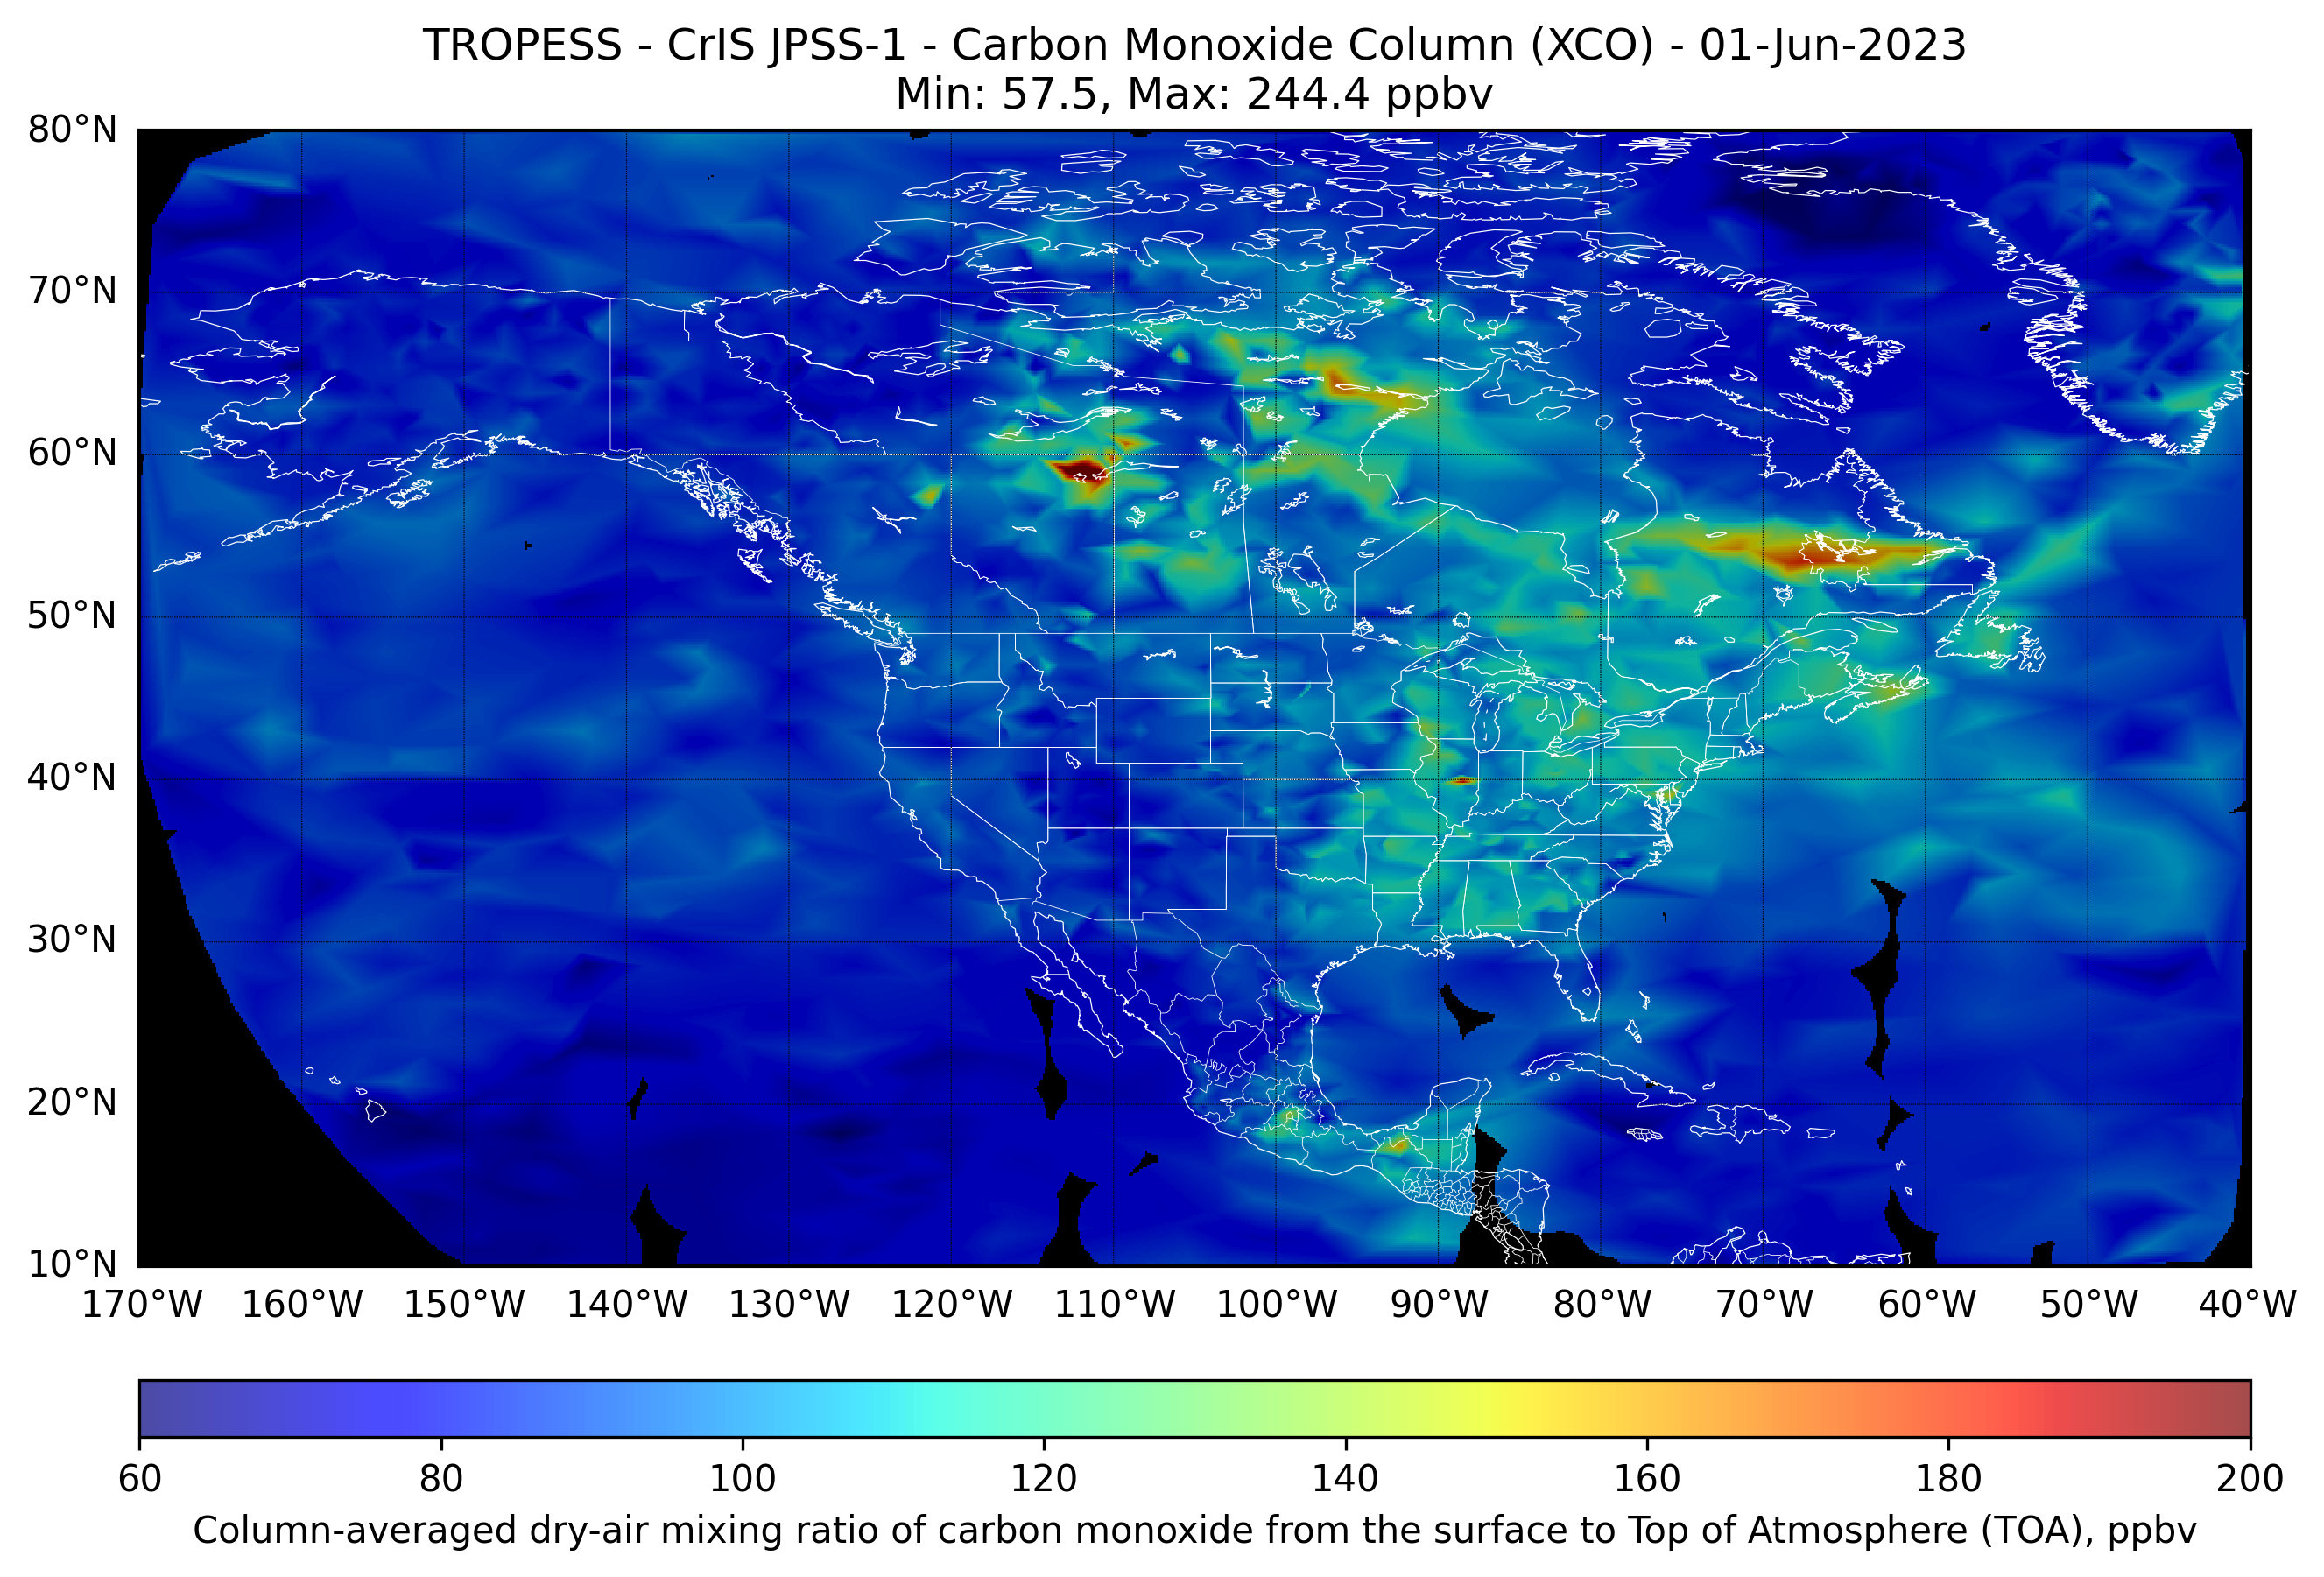 TROPESS - CrIS JPSS-1 - Carbon Monoxide Column (XCO) - 01-Jun-2023
Min: 57.5, Max: 244.4 ppbv
80°N
70°N
60°N
50°N
40°N
30°N
20°N
10°N
170°W 160°W 150°W 140°W 130°W 120°W 110°W 100°W 90°W 80°W 70°W 60°W 50°W 40°W
60 80 100 120 140 160 180 200
Column-averaged dry-air mixing ratio of carbon monoxide from the surface to Top of Atmosphere (TOA), ppbv